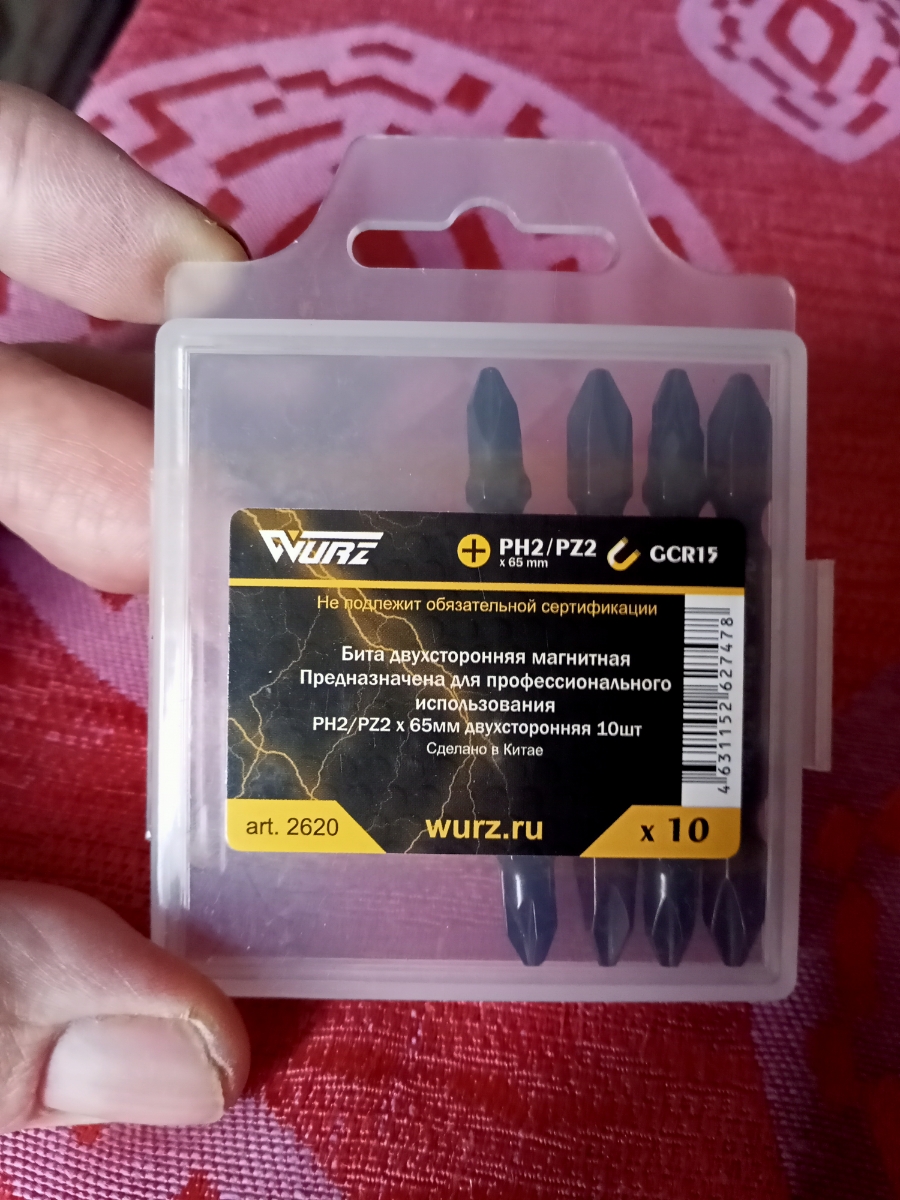 WURZ
PH2/PZ2
x 65 mm
GCR15
Не подлежит обязательной сертификации
Бита двухсторонняя магнитная
Предназначена для профессионального
использования
PH2/PZ2 x 65мм двухсторонняя 10шт
Сделано в Китае
4631152627478
art. 2620
wurz.ru
x 10